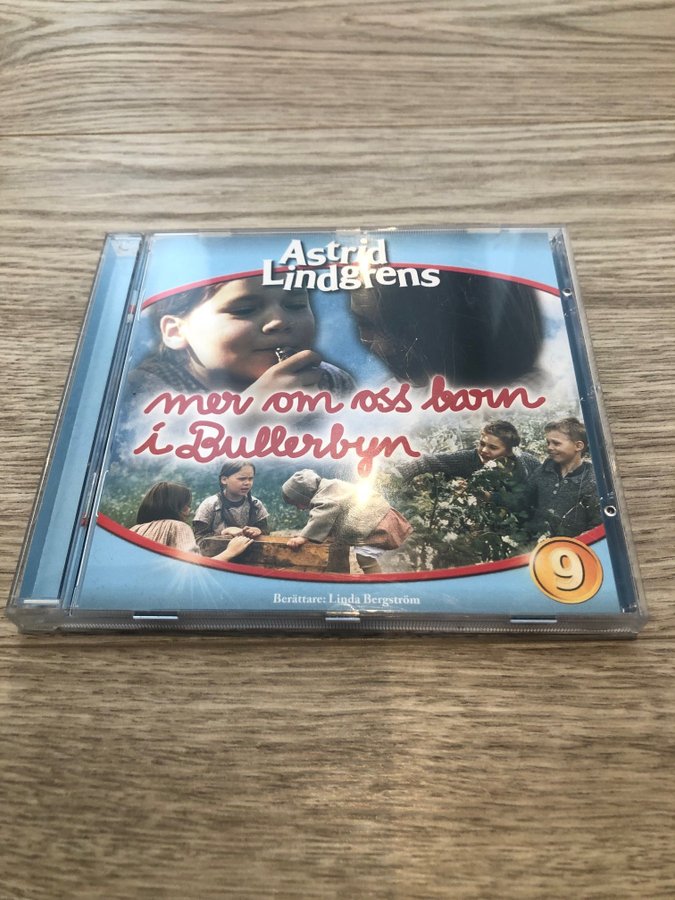 Astrid
Lindgrens
mer om oss barn
i Bullerbyn
9
Berättare: Linda Bergström